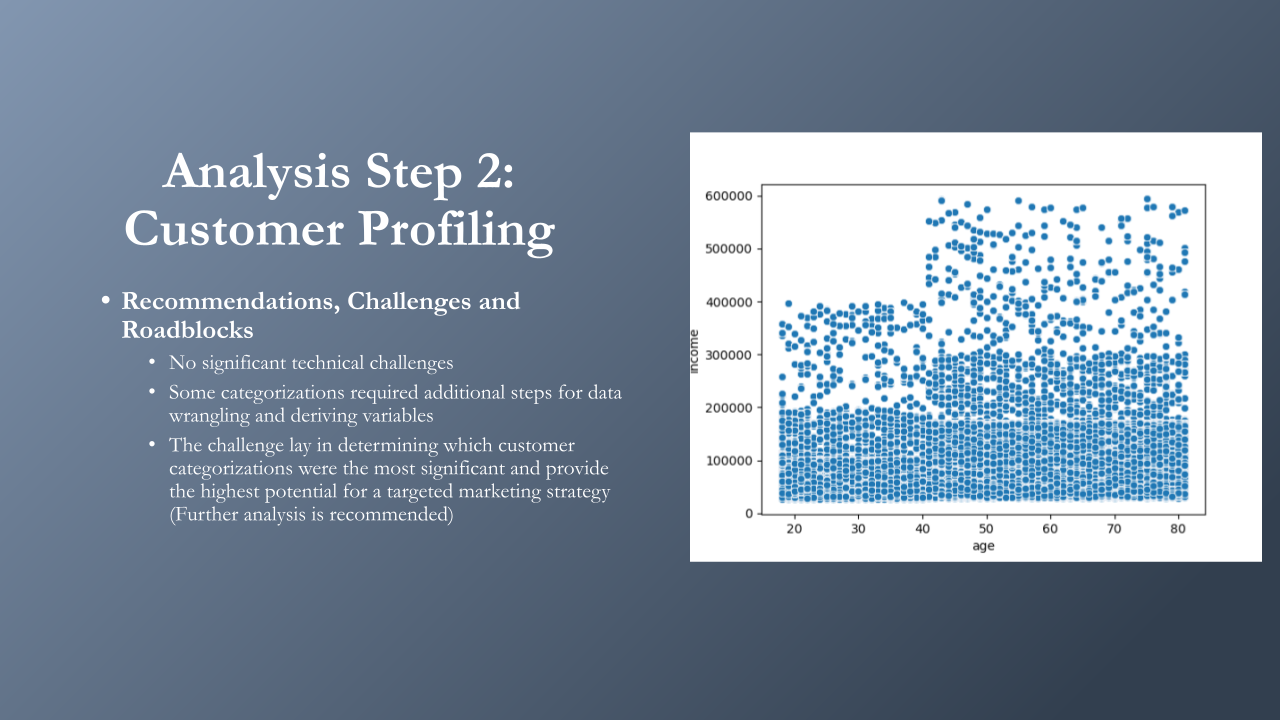 Analysis Step 2:
Customer Profiling
• Recommendations, Challenges and
Roadblocks
• No significant technical challenges
• Some categorizations required additional steps for data
wrangling and deriving variables
• The challenge lay in determining which customer
categorizations were the most significant and provide
the highest potential for a targeted marketing strategy
(Further analysis is recommended)
600000
500000
400000
300000
200000
100000
0
income
20 30 40 50 60 70 80
age